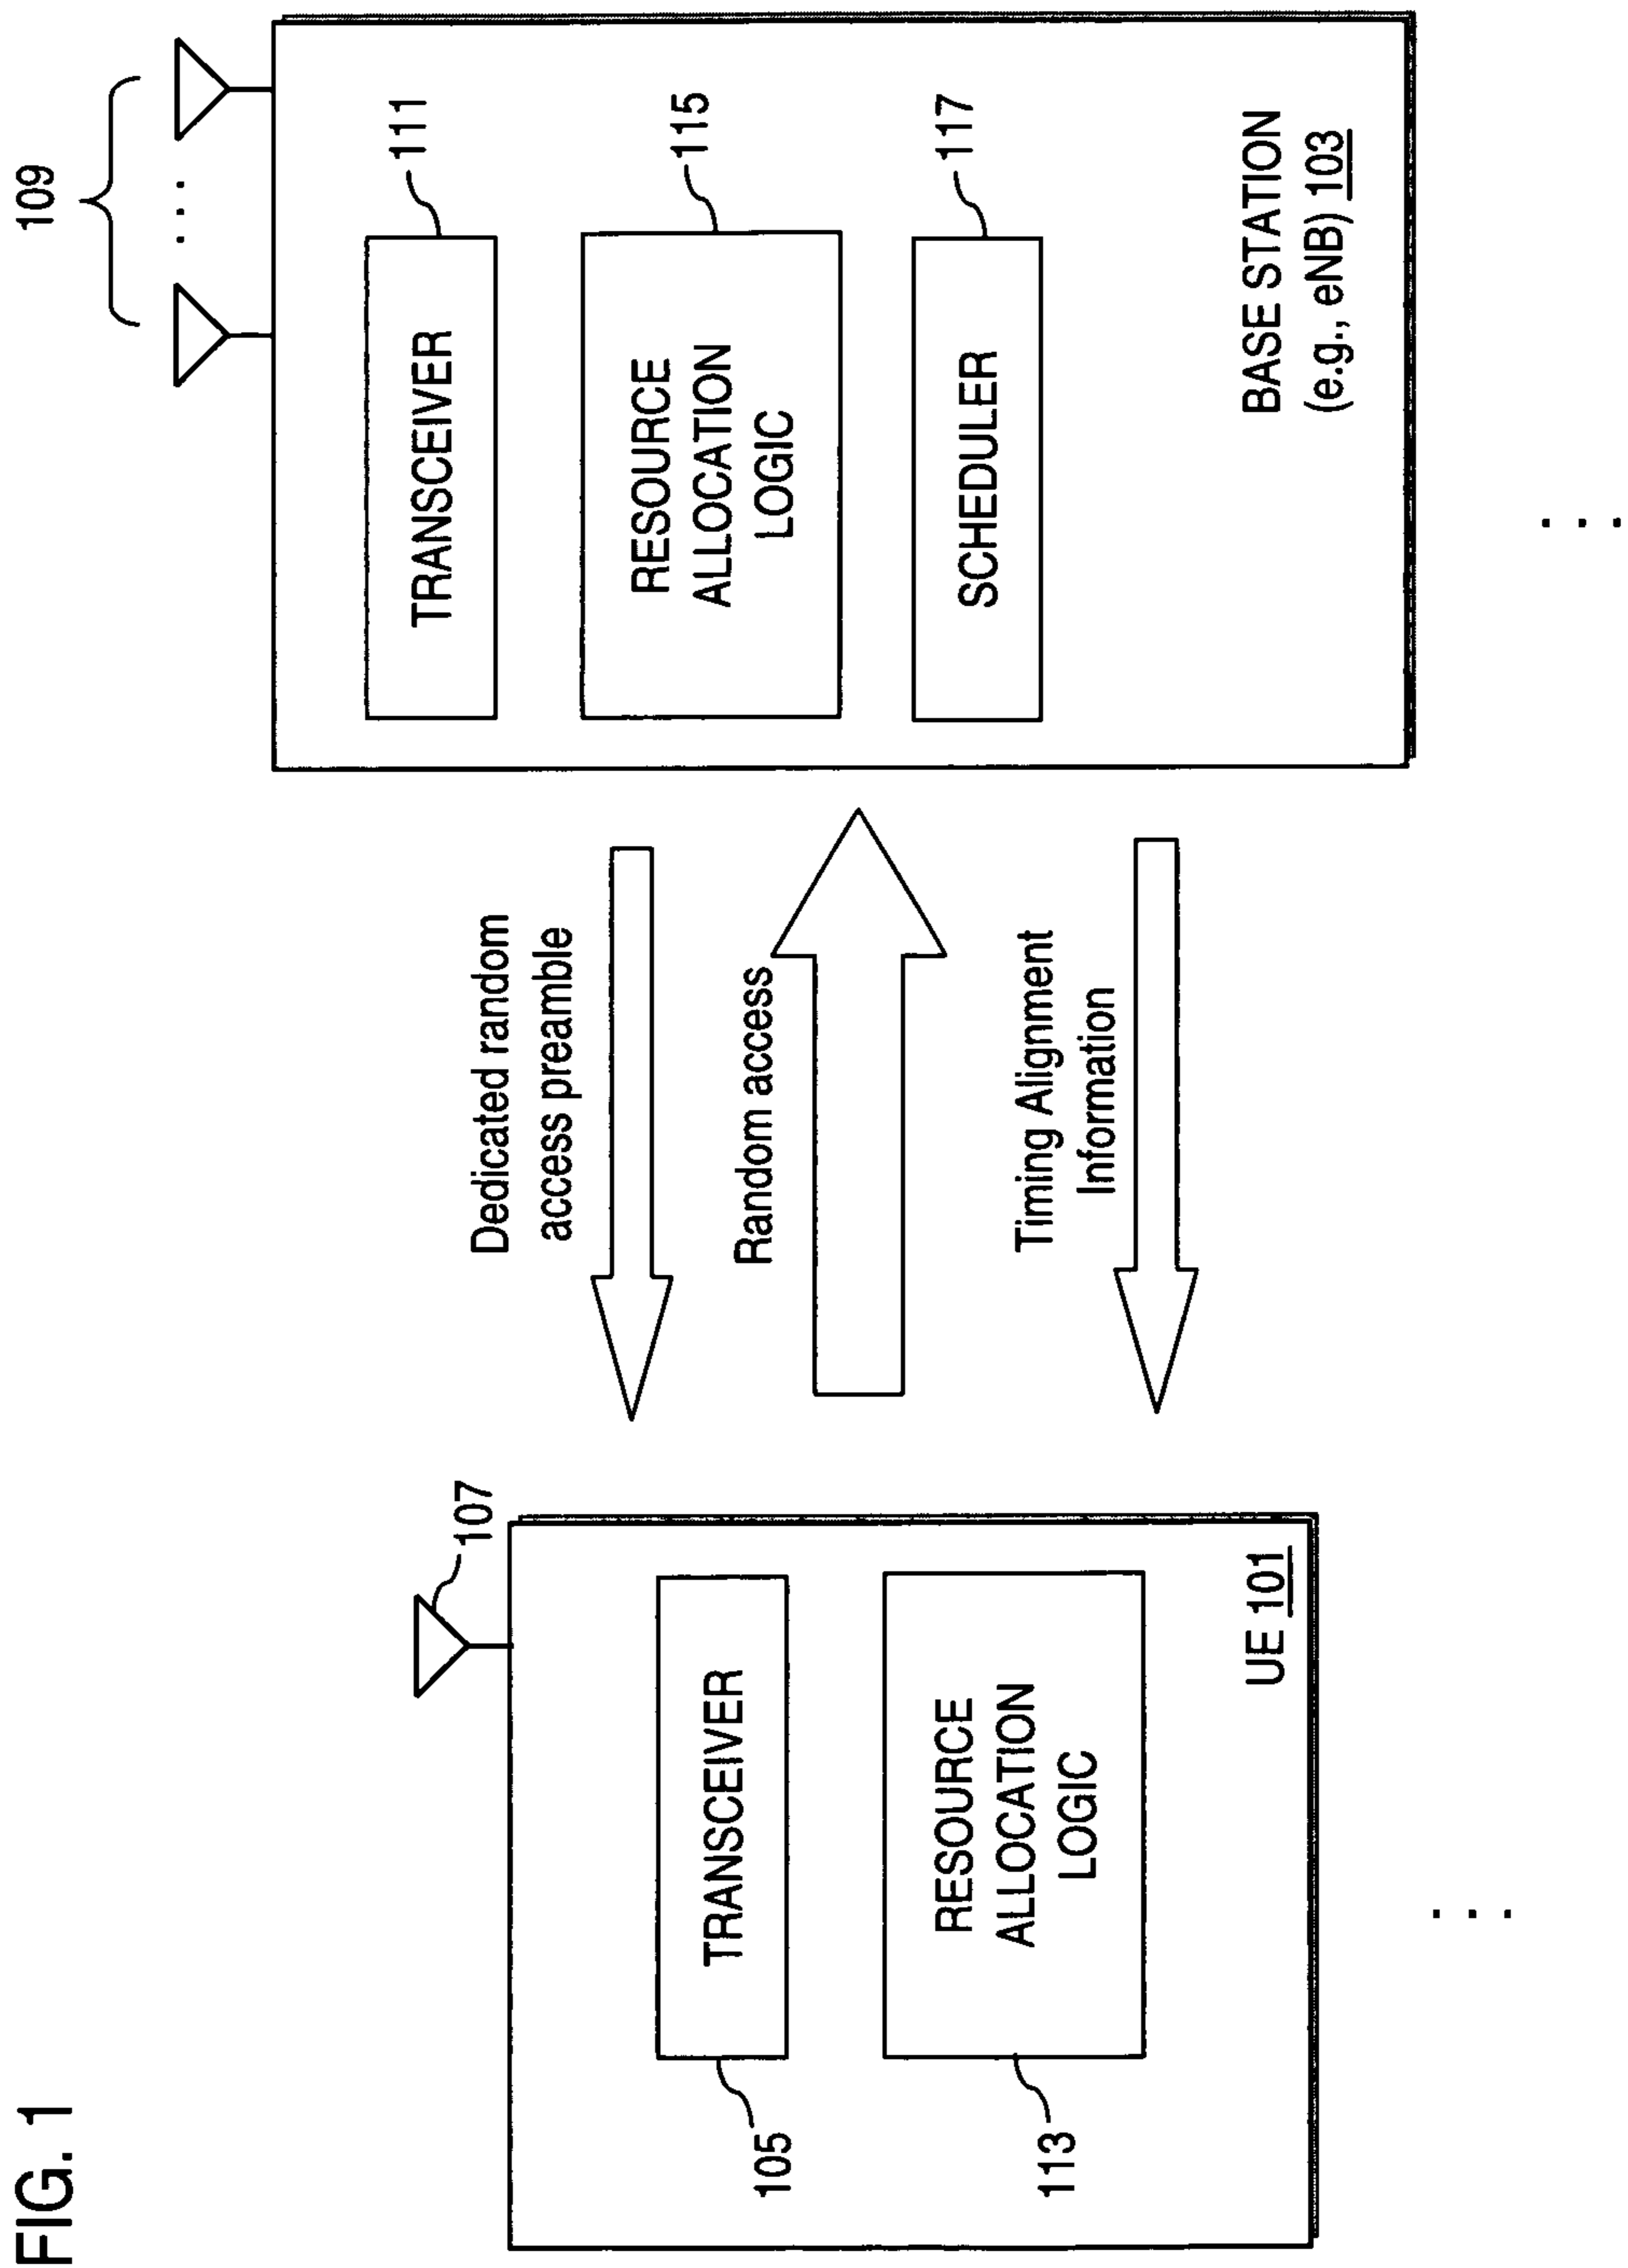 FIG. 1
107
TRANSCEIVER
105
RESOURCE
ALLOCATION
LOGIC
113
UE 101
. . .
Dedicated random
access preamble
Random access
Timing Alignment
Information
109
. . .
TRANSCEIVER
111
RESOURCE
ALLOCATION
LOGIC
115
SCHEDULER
117
BASE STATION
(e.g., eNB) 103
. . .